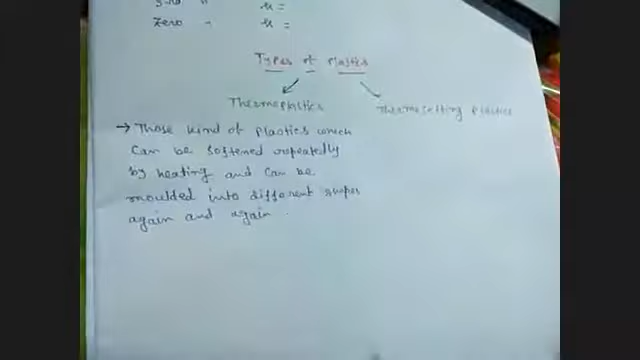 Zero " x =
Types of Plastics
Thermoplastics Thermosetting Plastics
→ Those kind of Plastics which
can be softened repeatedly
by heating and can be
moulded into different shapes
again and again.